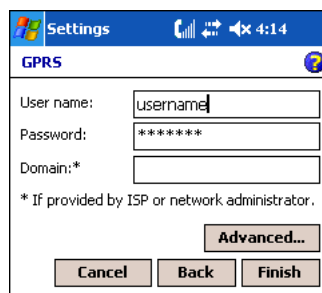 Settings 4:14
GPRS
User name: username
Password: *******
Domain:*
* If provided by ISP or network administrator.
Advanced...
Cancel Back Finish